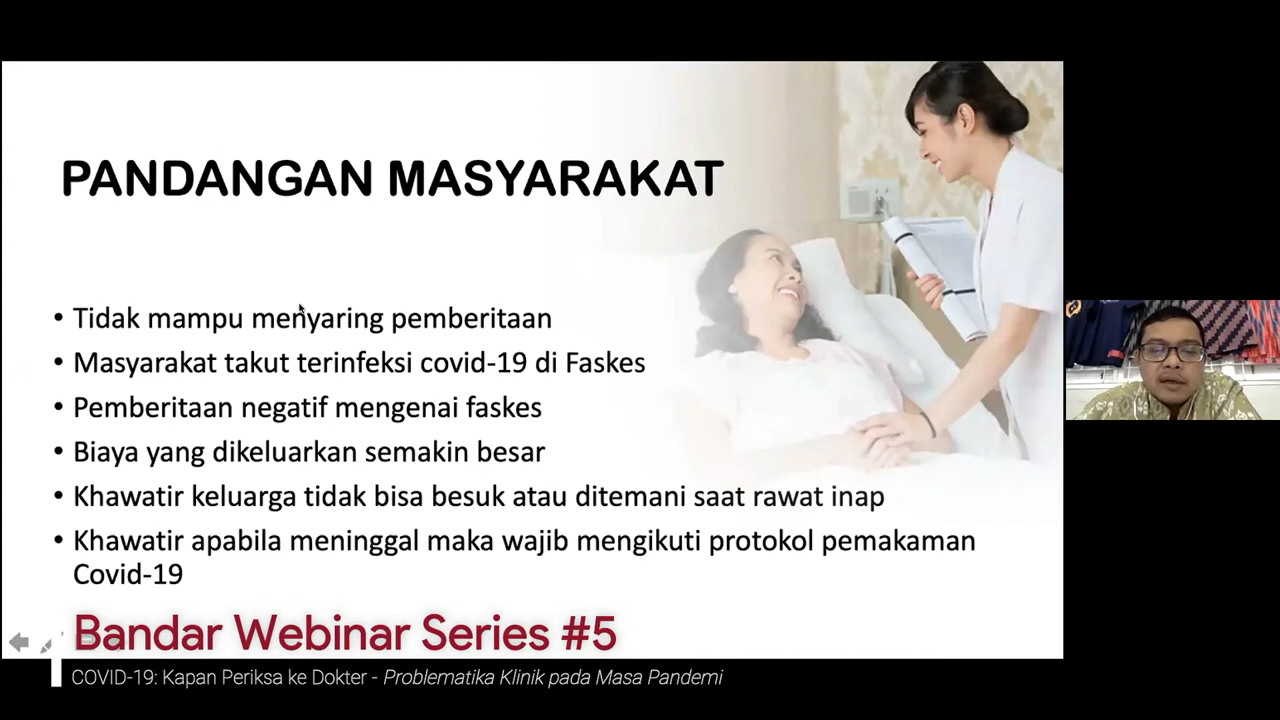 PANDANGAN MASYARAKAT
• Tidak mampu menyaring pemberitaan
• Masyarakat takut terinfeksi covid-19 di Faskes
• Pemberitaan negatif mengenai faskes
• Biaya yang dikeluarkan semakin besar
• Khawatir keluarga tidak bisa besuk atau ditemani saat rawat inap
• Khawatir apabila meninggal maka wajib mengikuti protokol pemakaman
Covid-19
Bandar Webinar Series #5
COVID-19: Kapan Periksa ke Dokter - Problematika Klinik pada Masa Pandemi